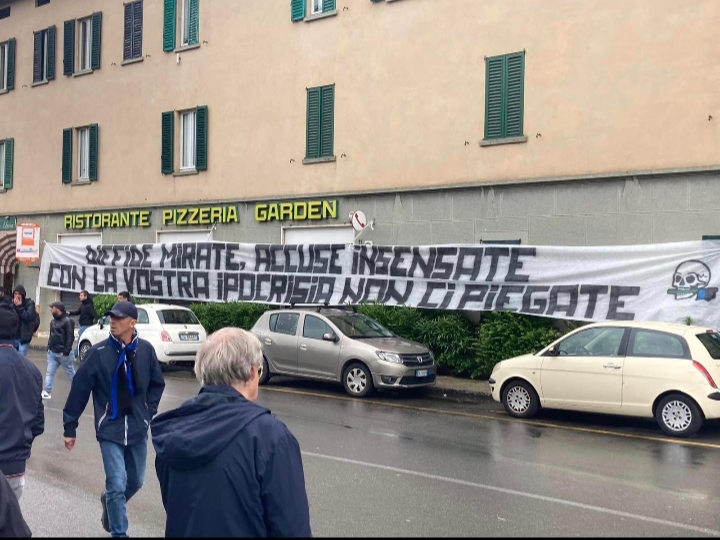 RISTORANTE PIZZERIA GARDEN
DIFFIDE MIRATE, ACCUSE INSENSATE
CON LA VOSTRA IPOCRISIA NON CI PIEGATE